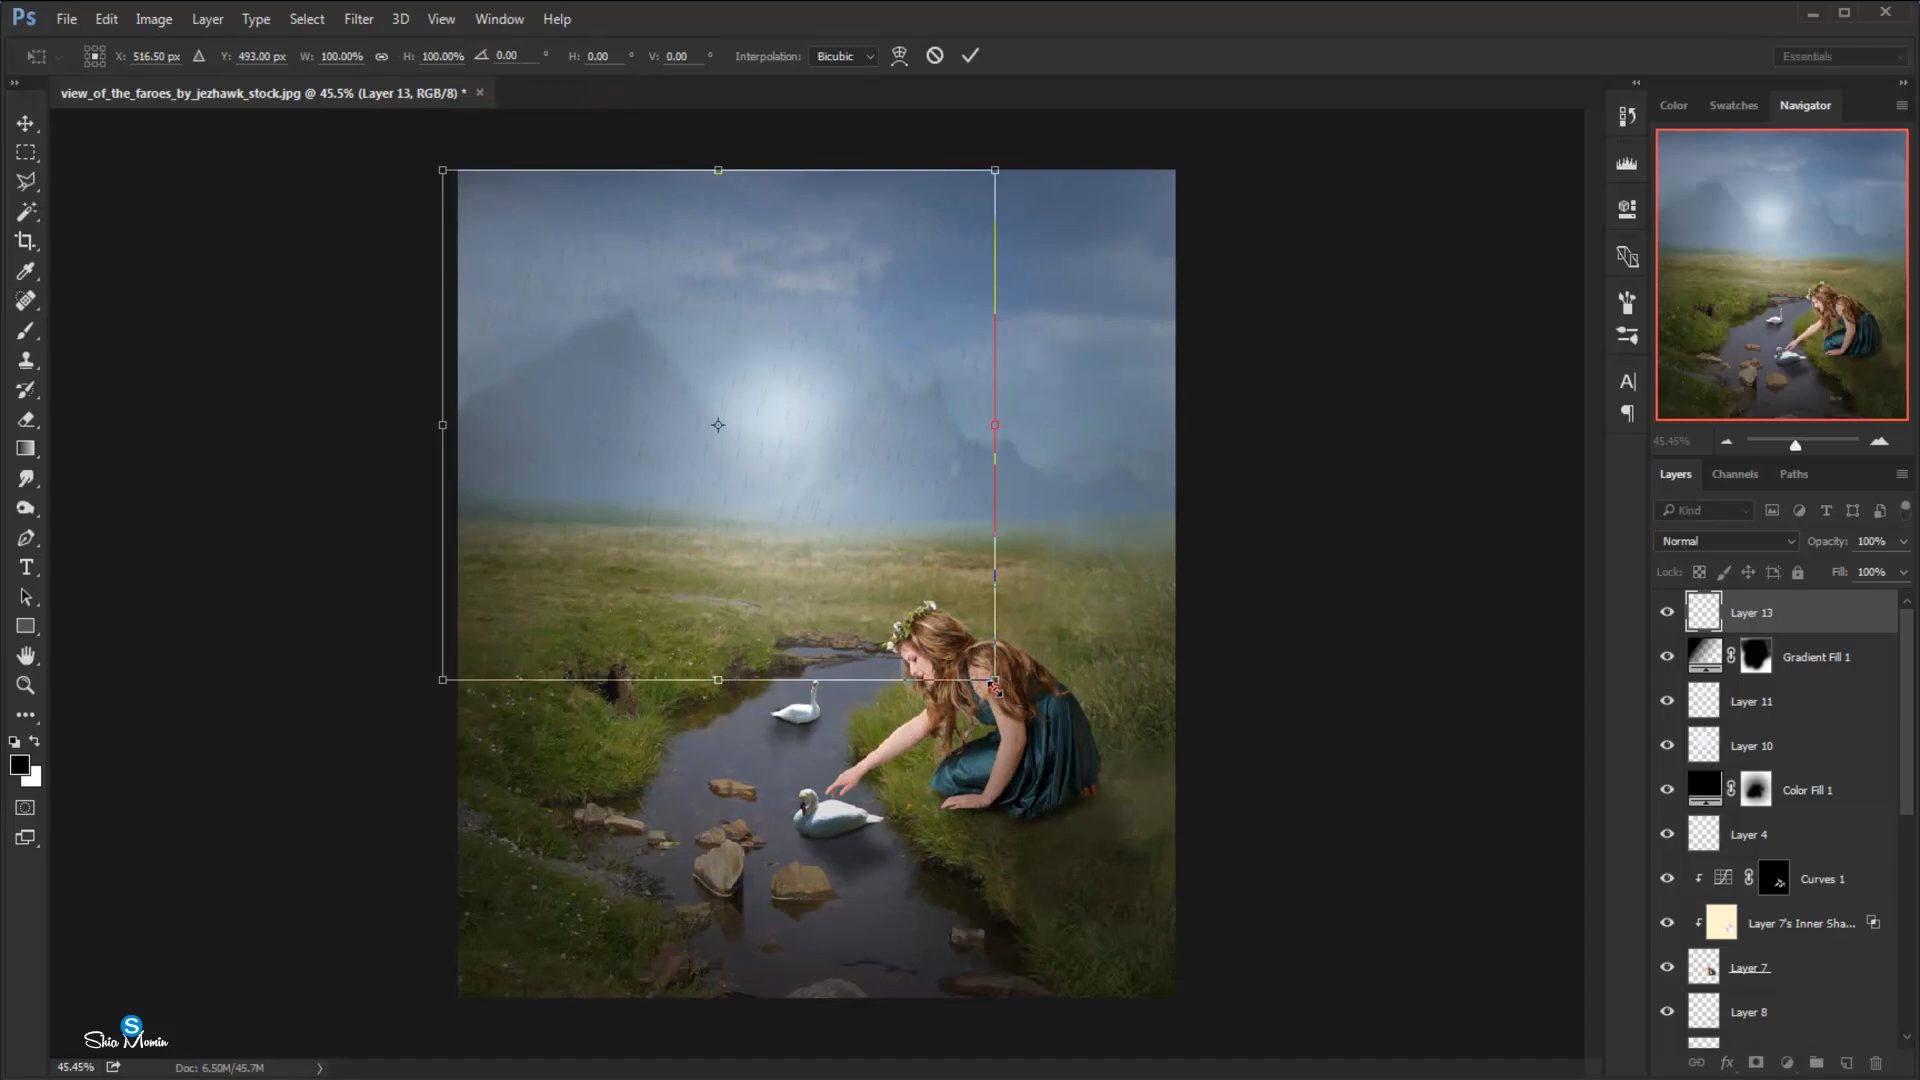 Ps File Edit Image Layer Type Select Filter 3D View Window Help
X: 516.50 px Y: 493.00 px W: 100.00% H: 100.00% 0.00 ° H: 0.00 ° V: 0.00 ° Interpolation: Bicubic Essentials
view_of_the_faroes_by_jezhawk_stock.jpg @ 45.5% (Layer 13, RGB/8) *
Color Swatches Navigator
45.45%
Layers Channels Paths
Kind
Normal Opacity: 100%
Lock: Fill: 100%
Layer 13
Gradient Fill 1
Layer 11
Layer 10
Color Fill 1
Layer 4
Curves 1
Layer 7's Inner Sha...
Layer 7
Layer 8
S
Shia Momin
45.45% Doc: 6.50M/45.7M